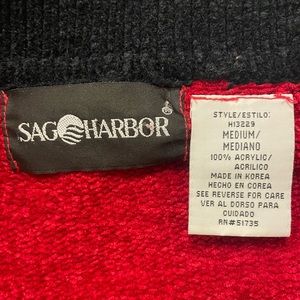 SAG HARBOR
STYLE/ESTILO:
H13229
MEDIUM/
MEDIANO
100% ACRYLIC/
ACRILICO
MADE IN KOREA
HECHO EN COREA
SEE REVERSE FOR CARE
VER AL DORSO PARA
CUIDADO
RN#51735